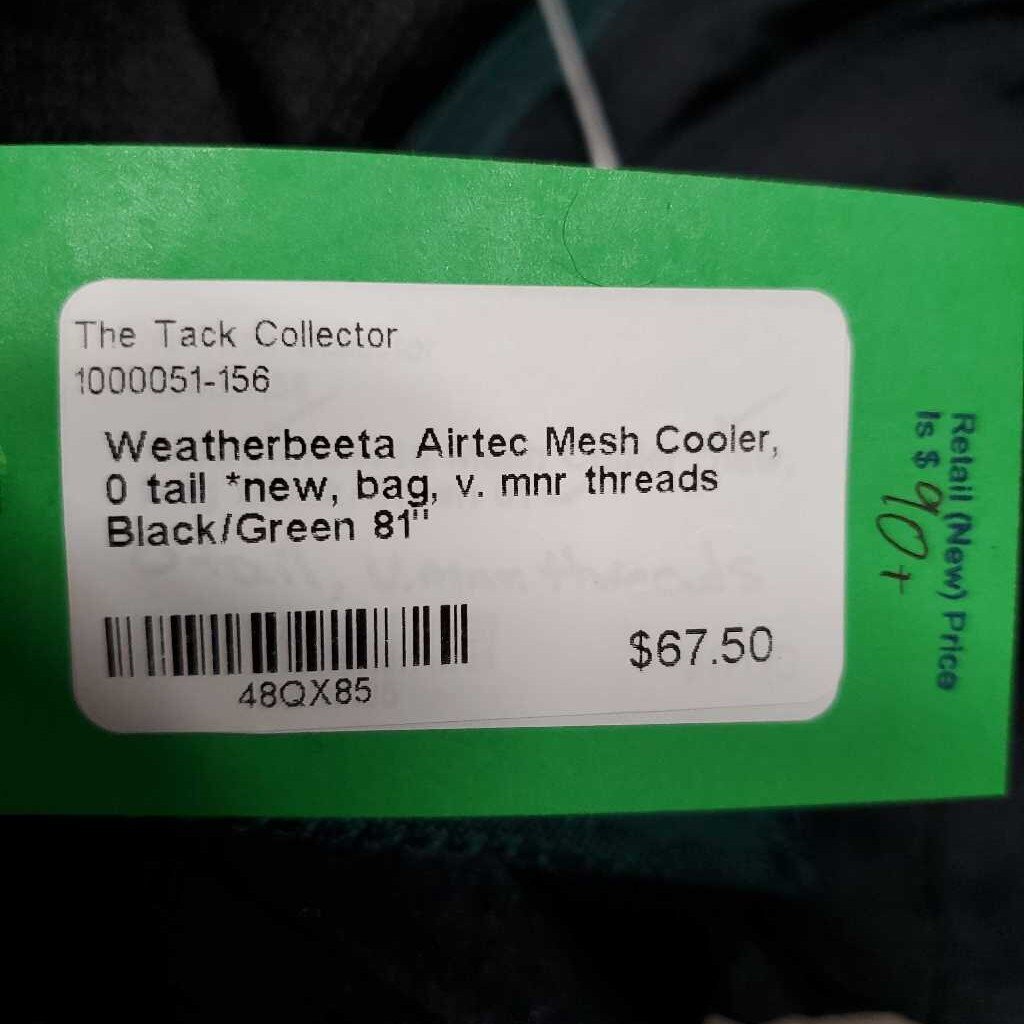 The Tack Collector
1000051-156
Weatherbeeta Airtec Mesh Cooler,
0 tail *new, bag, v. mnr threads
Black/Green 81"
48QX85
$67.50
Retail (New) Price
is $ 90+